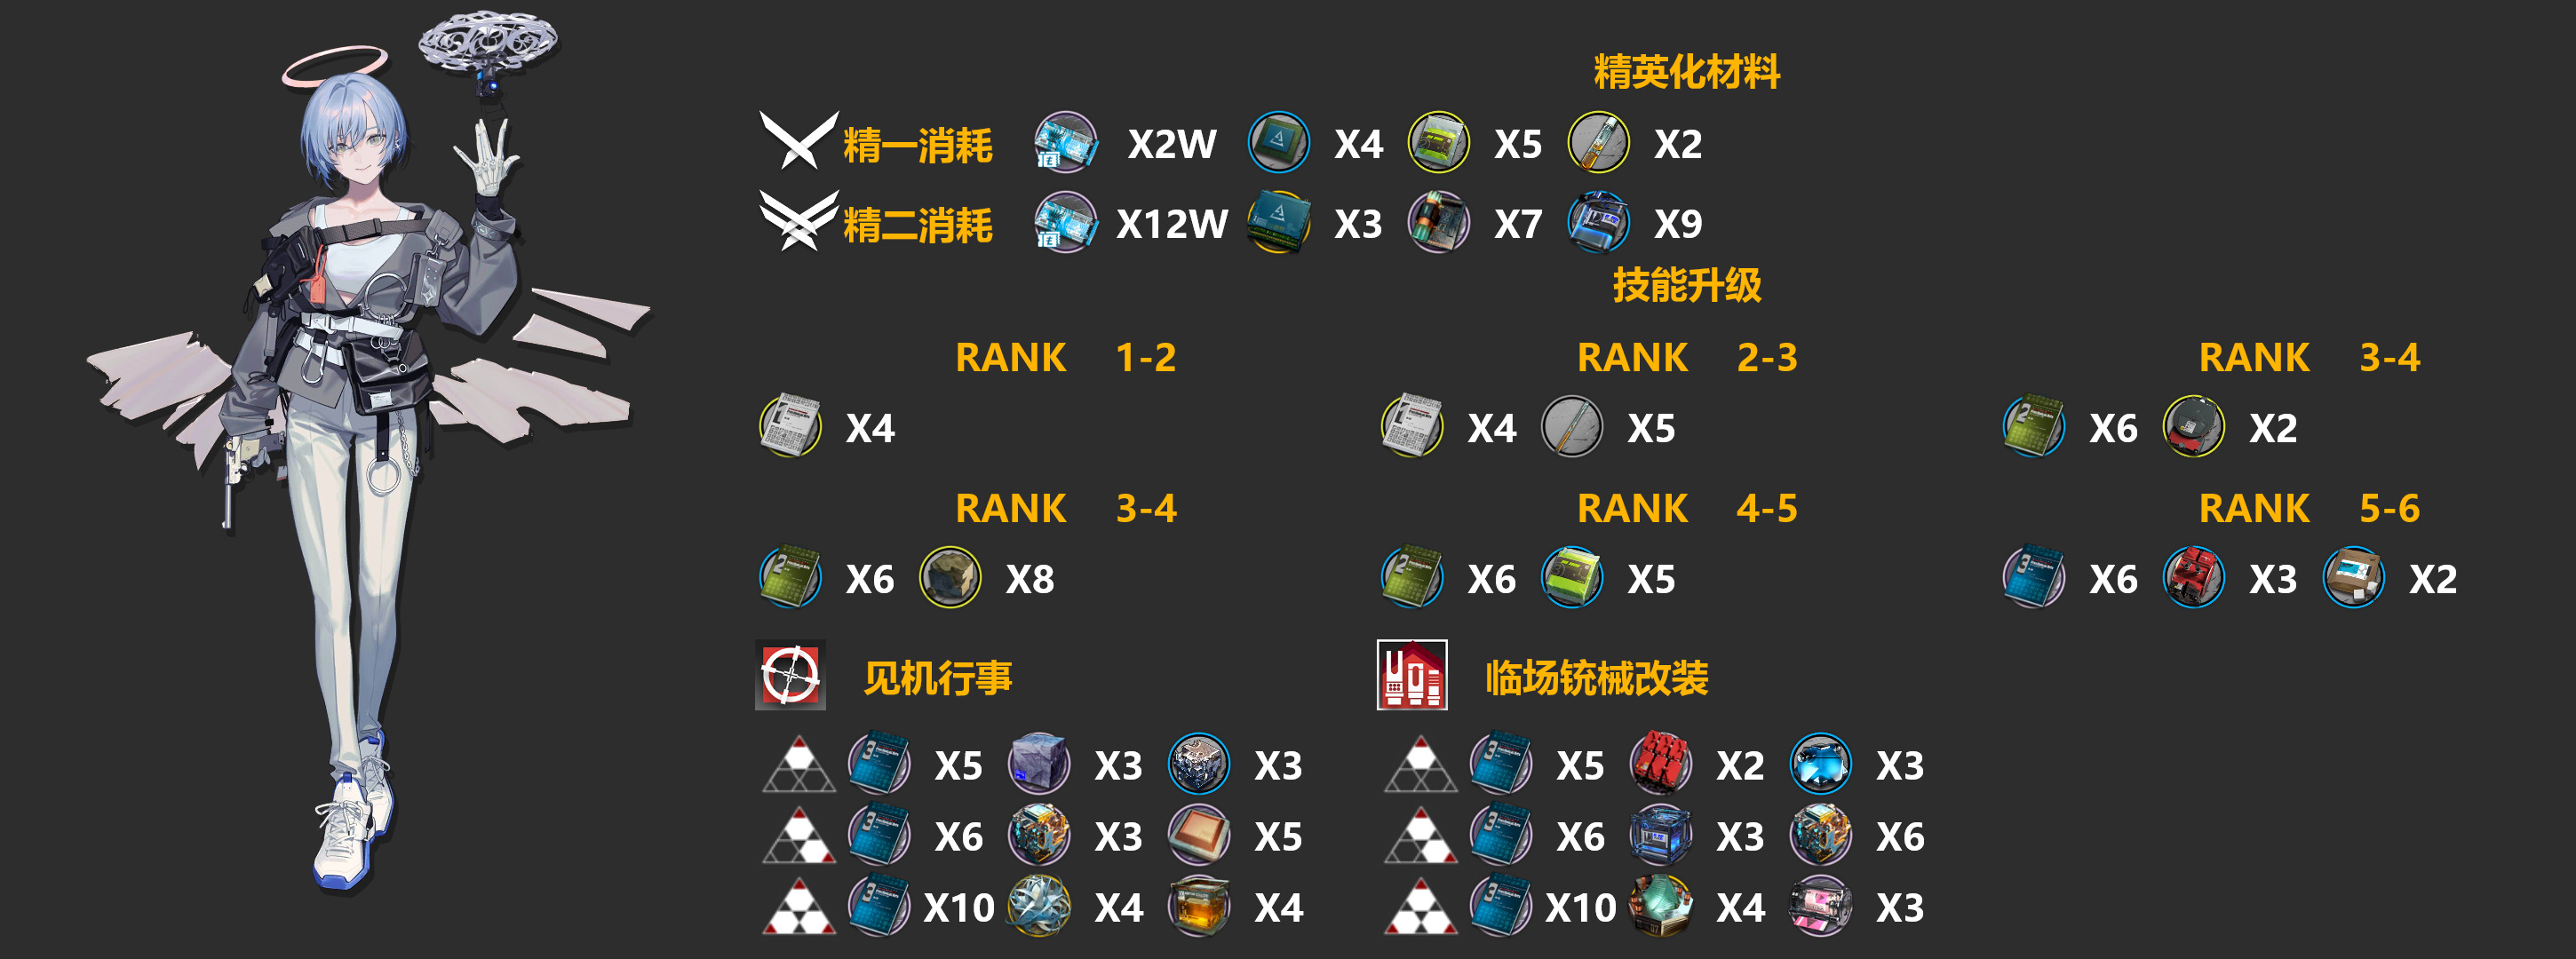 精英化材料
精一消耗 X2W X4 X5 X2
精二消耗 X12W X3 X7 X9
技能升级
RANK 1-2 RANK 2-3 RANK 3-4
X4 X4 X5 X6 X2
RANK 3-4 RANK 4-5 RANK 5-6
X6 X8 X6 X5 X6 X3 X2
见机行事 临场铳械改装
X5 X3 X3 X5 X2 X3
X6 X3 X5 X6 X3 X6
X10 X4 X4 X10 X4 X3